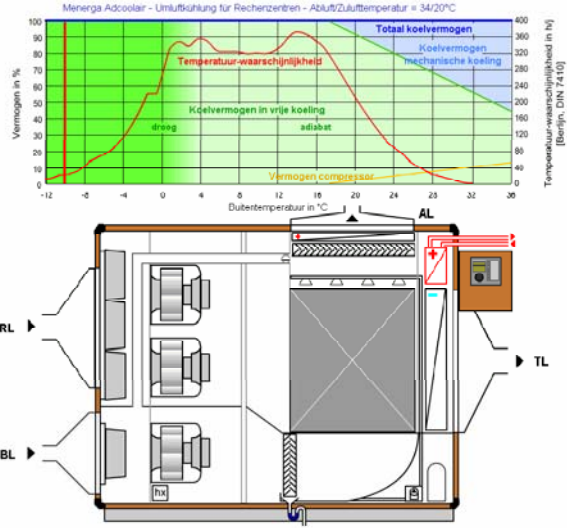 Menerga Adcoolair - Umluftkühlung für Rechenzentren - Abluft/Zulufttemperatur = 34/20°C
100 90 80 70 60 50 40 30 20 10 0
Vermogen in %
400 360 320 280 240 200 160 120 80 40 0
Temperatuur-waarschijnlijkheid in h/
[Berlijn, DIN 7410]
Totaal koelvermogen
Koelvermogen
mechanische koeling
Temperatuur-waarschijnlijkheid
Koelvermogen in vrije koeling
droog
adiabat
Vermogen compressor
-12 -8 -4 0 4 8 12 16 20 24 28 32 36
Buitentemperatuur in °C
AL
RL
TL
BL
hx